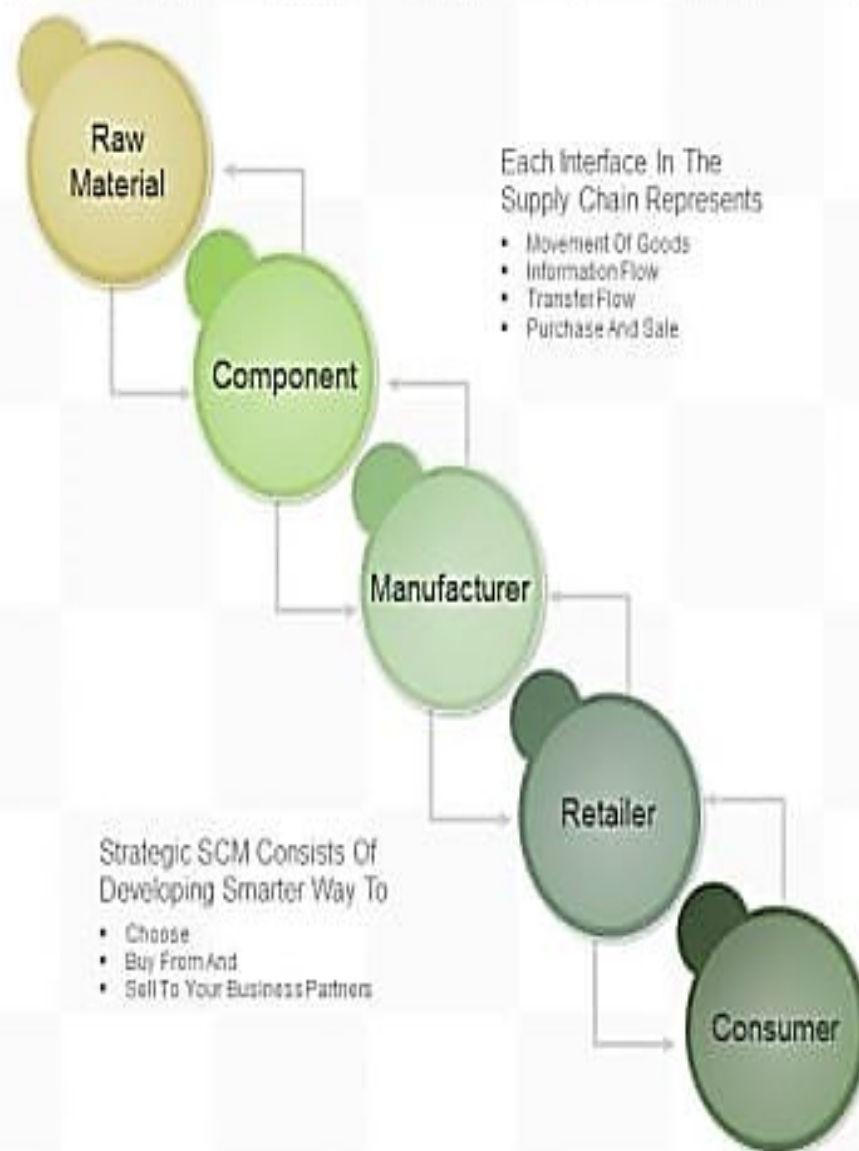 Raw
Material
Each Interface In The
Supply Chain Represents
▪ Movement Of Goods
▪ Information Flow
▪ Transfer Flow
▪ Purchase And Sale
Component
Manufacturer
Retailer
Strategic SCM Consists Of
Developing Smarter Way To
▪ Choose
▪ Buy From And
▪ Sell To Your Business Partners
Consumer